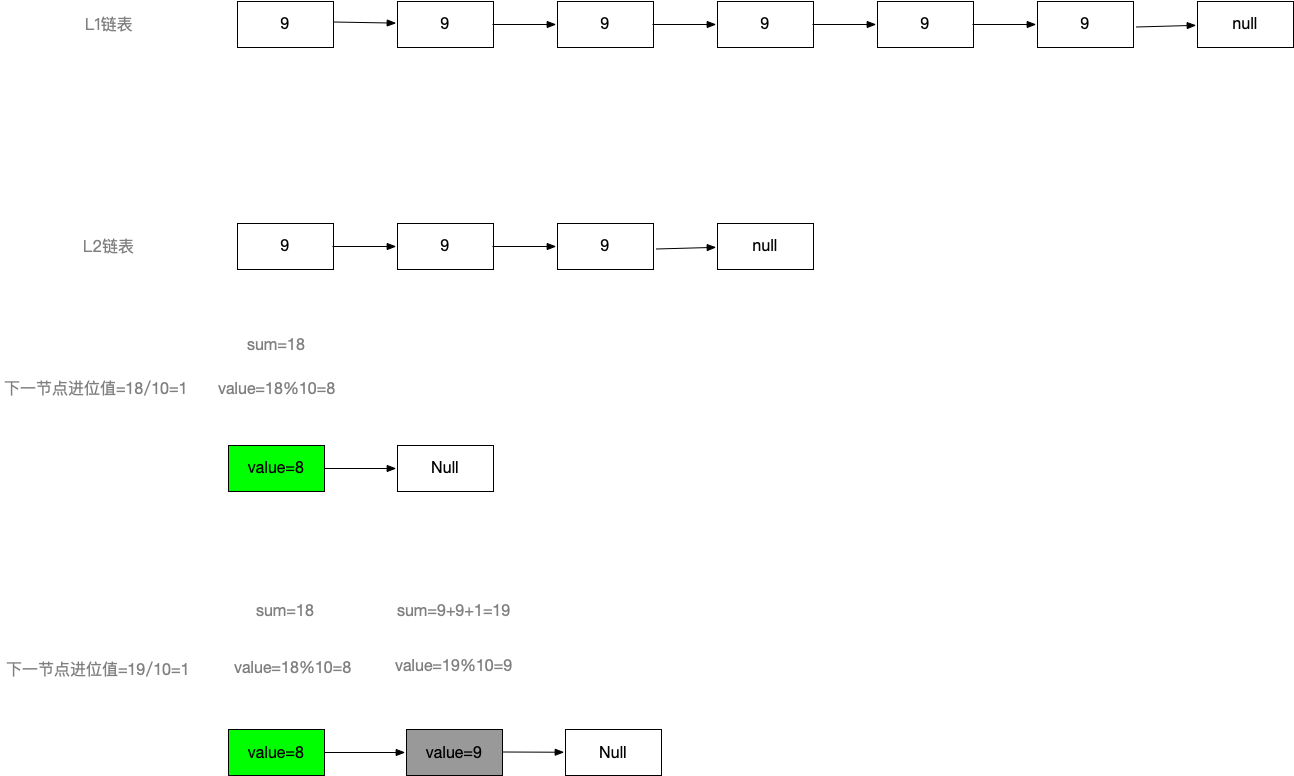 L1链表 9 9 9 9 9 9 null
L2链表 9 9 9 null
sum=18
下一节点进位值=18/10=1 value=18%10=8
value=8 Null
sum=18 sum=9+9+1=19
下一节点进位值=19/10=1 value=18%10=8 value=19%10=9
value=8 value=9 Null